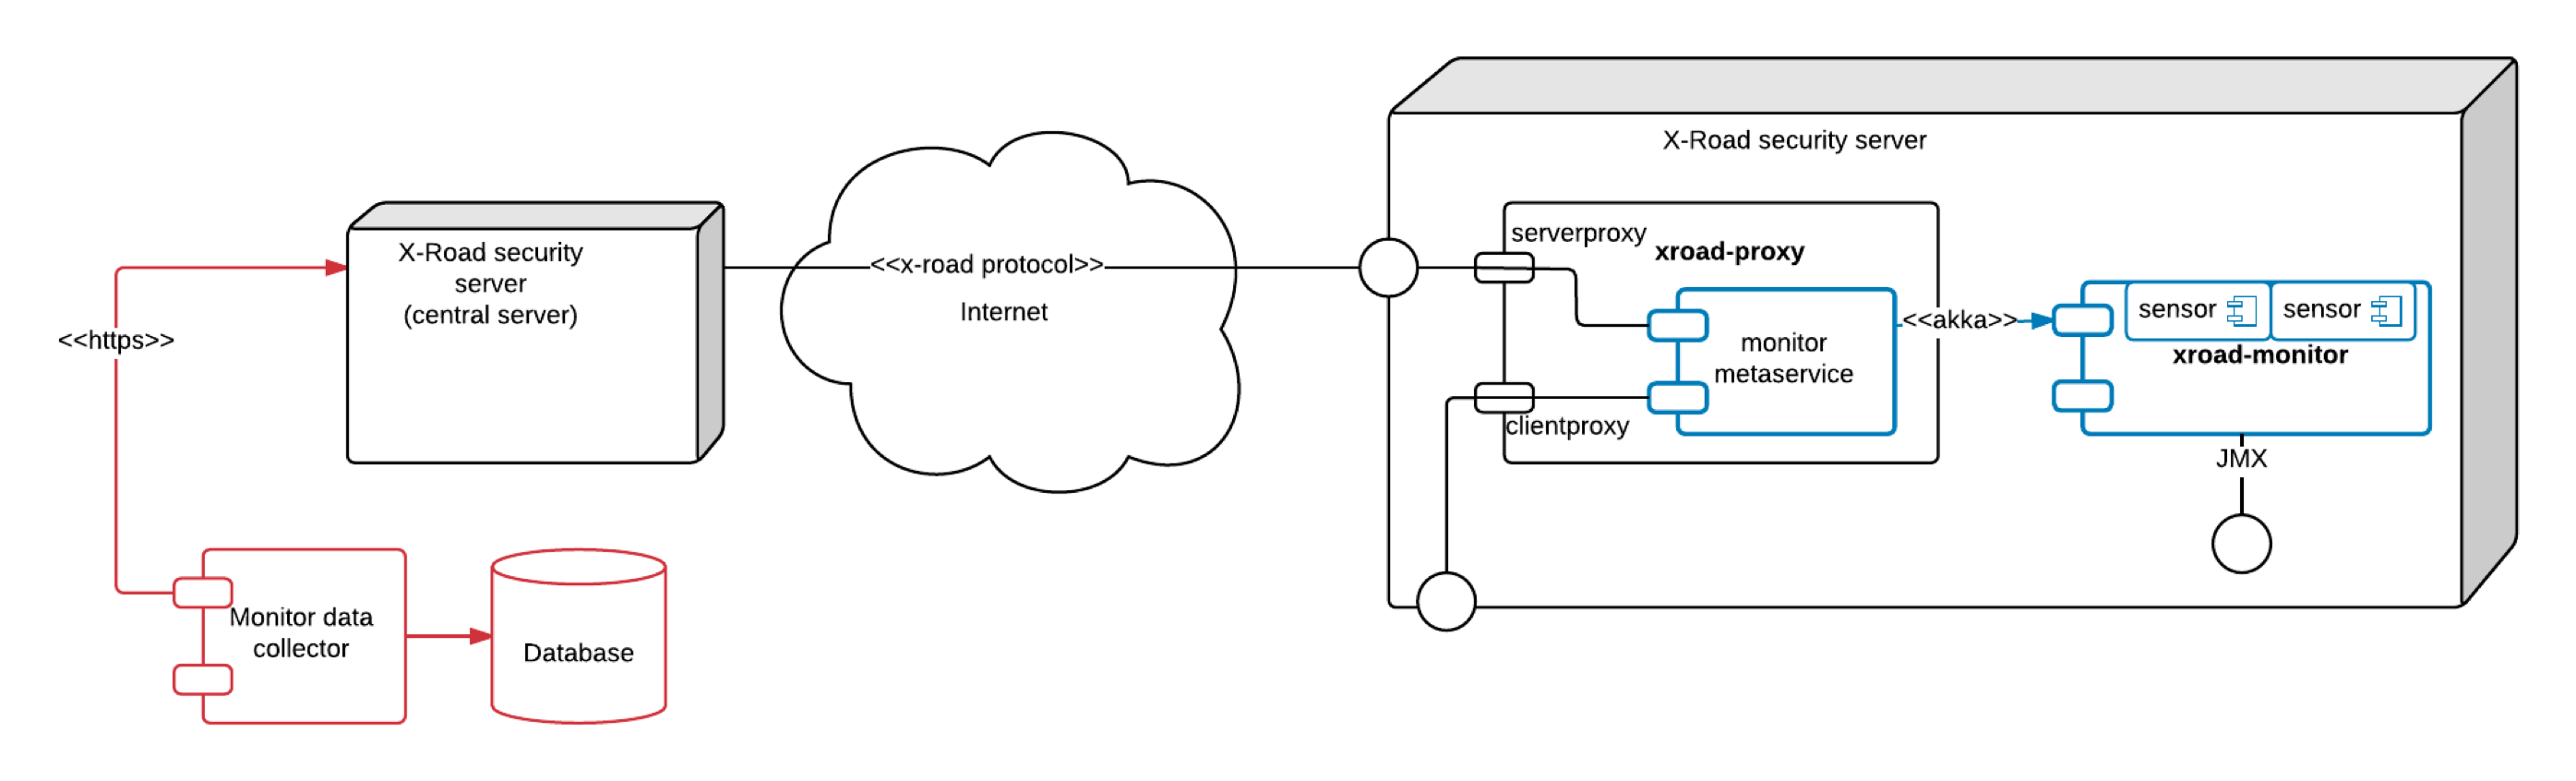 X-Road security server
X-Road security
server
(central server)
<<https>>
<<x-road protocol>>
Internet
serverproxy
xroad-proxy
monitor
metaservice
clientproxy
<<akka>>
sensor
sensor
xroad-monitor
JMX
Monitor data
collector
Database